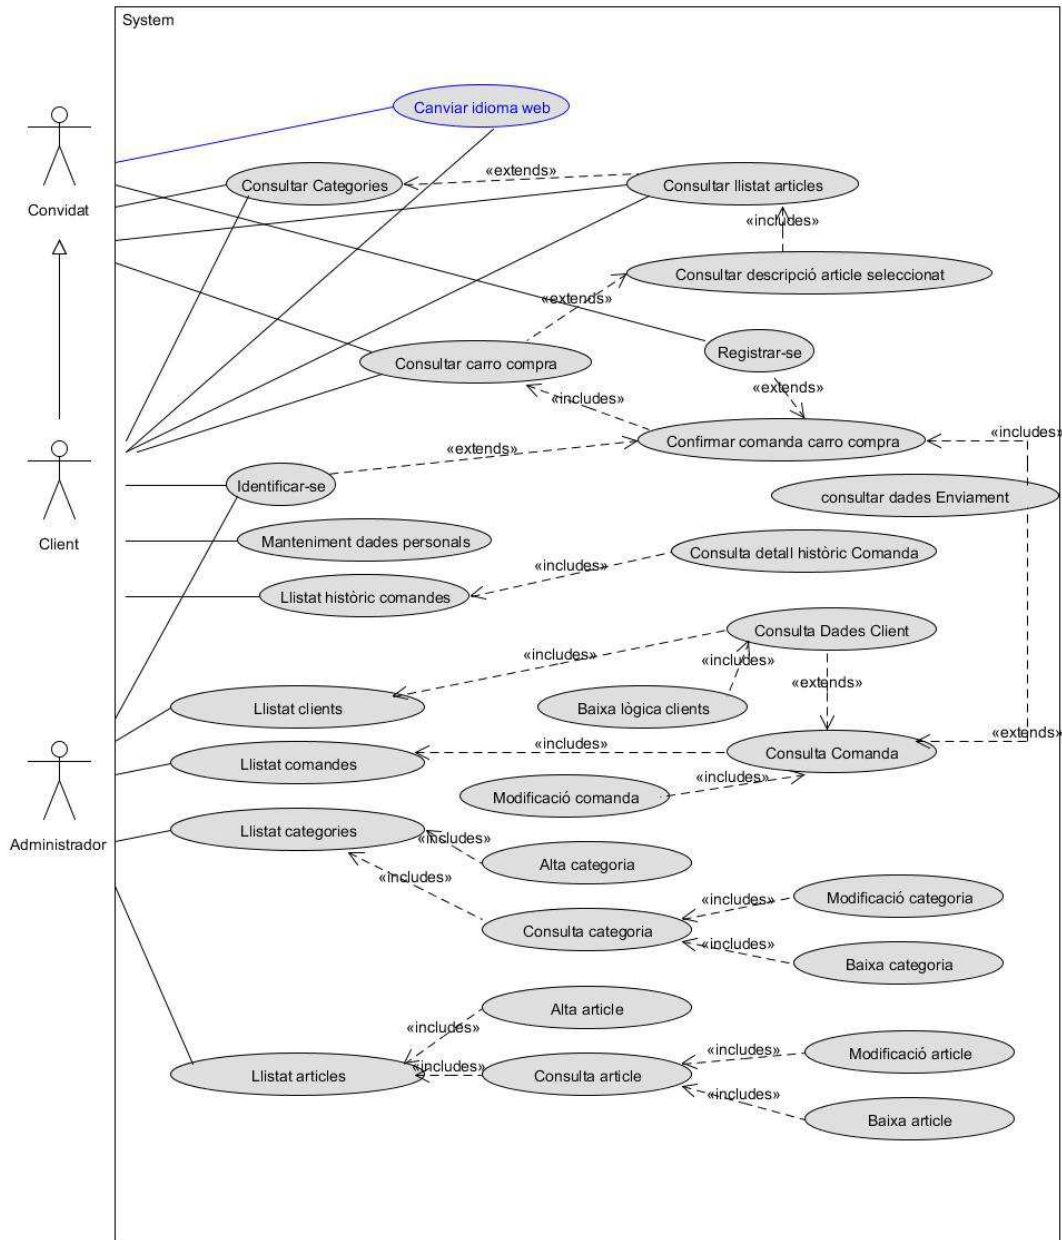 System
Canviar idioma web
Convidat
Consultar Categories
«extends»
Consultar llistat articles
«includes»
Consultar descripció article seleccionat
«extends»
Consultar carro compra
Registrar-se
«extends»
«includes»
Confirmar comanda carro compra
«includes»
«extends»
Client
Identificar-se
consultar dades Enviament
Manteniment dades personals
Consulta detall històric Comanda
«includes»
Llistat històric comandes
Consulta Dades Client
«includes»
«includes»
«extends»
Llistat clients
Baixa lògica clients
«extends»
Administrador
Llistat comandes
«includes»
Consulta Comanda
«includes»
Modificació comanda
Llistat categories
«includes»
Alta categoria
«includes»
Modificació categoria
«includes»
Consulta categoria
«includes»
Baixa categoria
Alta article
«includes»
Llistat articles
«includes»
Consulta article
«includes»
Modificació article
«includes»
Baixa article